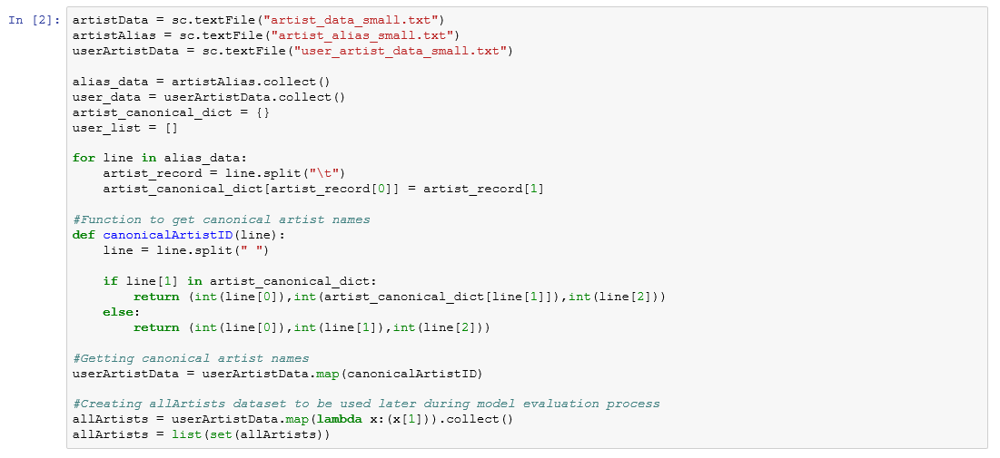 In [2]: artistData = sc.textFile("artist_data_small.txt")
artistAlias = sc.textFile("artist_alias_small.txt")
userArtistData = sc.textFile("user_artist_data_small.txt")

alias_data = artistAlias.collect()
user_data = userArtistData.collect()
artist_canonical_dict = {}
user_list = []

for line in alias_data:
    artist_record = line.split("\t")
    artist_canonical_dict[artist_record[0]] = artist_record[1]

#Function to get canonical artist names
def canonicalArtistID(line):
    line = line.split(" ")

    if line[1] in artist_canonical_dict:
        return (int(line[0]),int(artist_canonical_dict[line[1]]),int(line[2]))
    else:
        return (int(line[0]),int(line[1]),int(line[2]))

#Getting canonical artist names
userArtistData = userArtistData.map(canonicalArtistID)

#Creating allArtists dataset to be used later during model evaluation process
allArtists = userArtistData.map(lambda x:(x[1])).collect()
allArtists = list(set(allArtists))